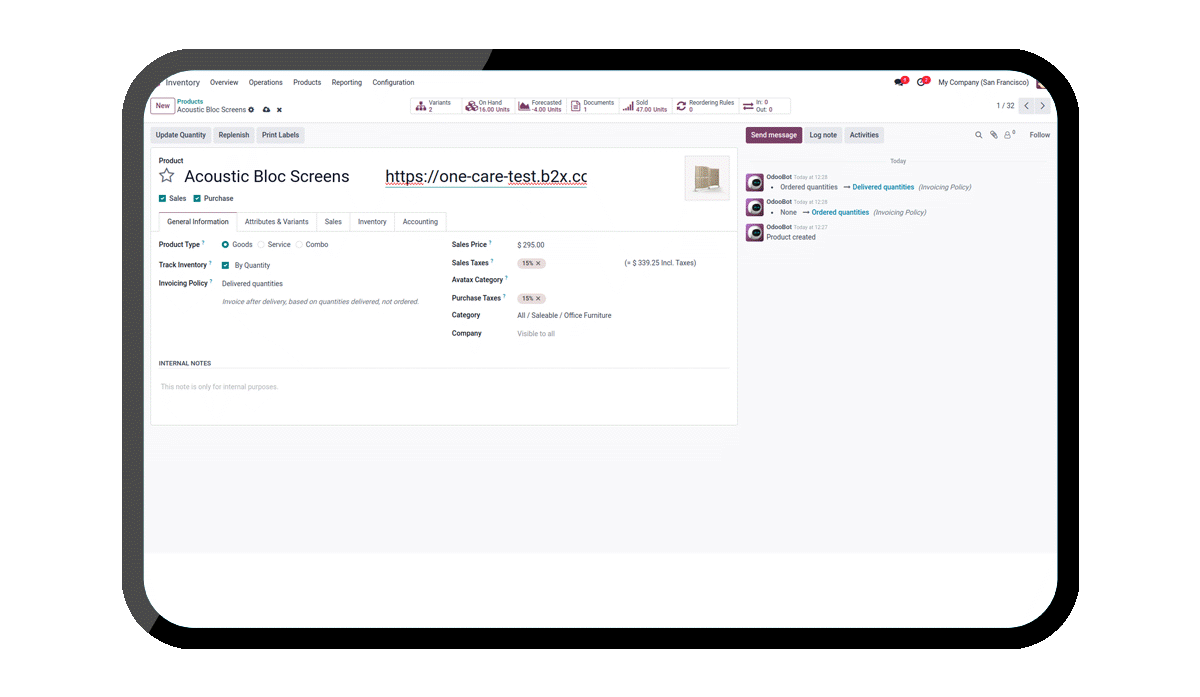 Inventory Overview Operations Products Reporting Configuration
My Company (San Francisco)
New
Products
Acoustic Bloc Screens
Variants
2
On Hand
16.00 Units
Forecasted
-4.00 Units
Documents
1
Sold
47.00 Units
Reordering Rules
0
In: 0
Out: 0
1 / 32
Update Quantity Replenish Print Labels
Send message Log note Activities
0
Follow
Product
Acoustic Bloc Screens https://one-care-test.b2x.cc
Sales Purchase
General Information Attributes & Variants Sales Inventory Accounting
Product Type ? Goods Service Combo
Track Inventory ? By Quantity
Invoicing Policy ? Delivered quantities
Invoice after delivery, based on quantities delivered, not ordered.
Sales Price ? $ 295.00
Sales Taxes ? 15% × (= $ 339.25 Incl. Taxes)
Avatax Category ?
Purchase Taxes ? 15% ×
Category All / Saleable / Office Furniture
Company Visible to all
INTERNAL NOTES
This note is only for internal purposes.
Today
OdooBot Today at 12:28
• Ordered quantities → Delivered quantities (Invoicing Policy)
OdooBot Today at 12:28
• None → Ordered quantities (Invoicing Policy)
OdooBot Today at 12:27
Product created